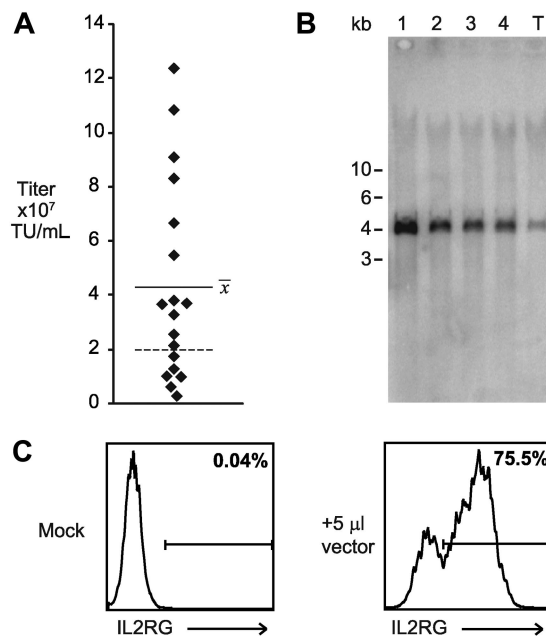 A
14
12
10
8
6
4
2
0
Titer
x10⁷
TU/mL
x̄
B
kb 1 2 3 4 T
10
6
4
3
C
Mock
0.04%
IL2RG
+5 µl
vector
75.5%
IL2RG